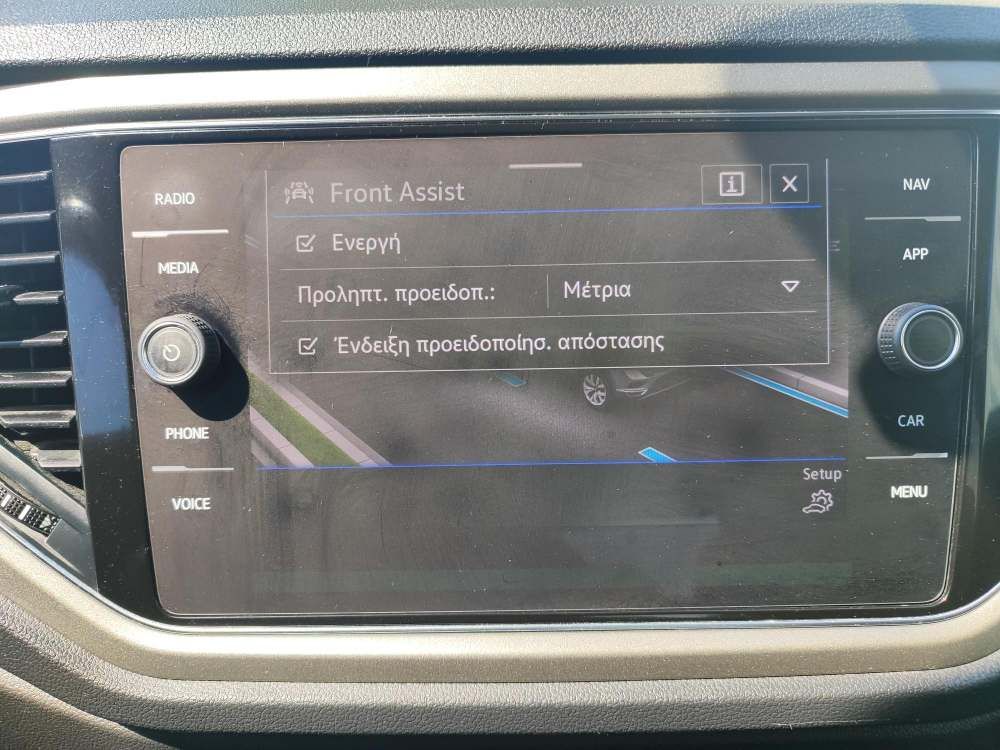 RADIO
MEDIA
PHONE
VOICE
Front Assist
i
X
Ενεργή
Προληπτ. προειδοπ.:
Μέτρια
Ένδειξη προειδοποίησ. απόστασης
Setup
NAV
APP
CAR
MENU